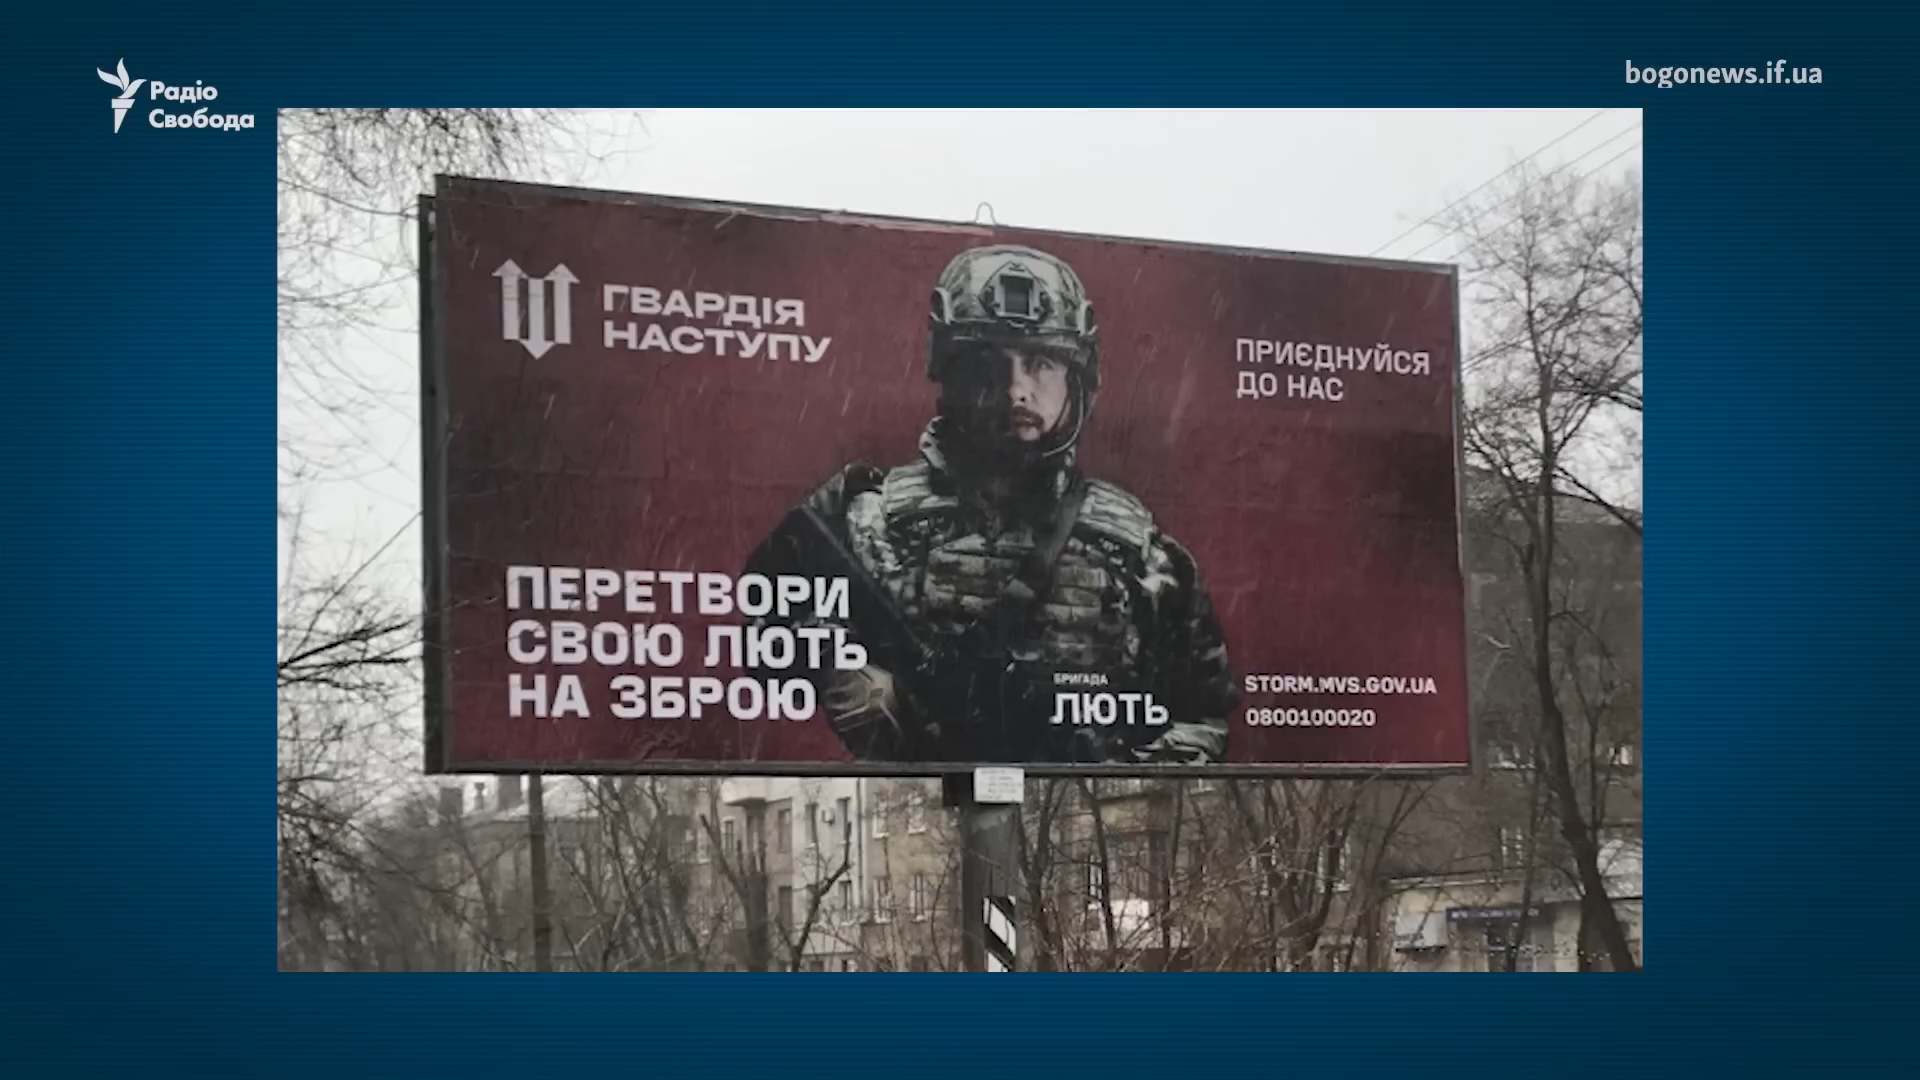 Радіо
Свобода
bogonews.if.ua
ГВАРДІЯ
НАСТУПУ
ПРИЄДНУЙСЯ
ДО НАС
ПЕРЕТВОРИ
СВОЮ ЛЮТЬ
НА ЗБРОЮ
БРИГАДА
ЛЮТЬ
STORM.MVS.GOV.UA
0800100020